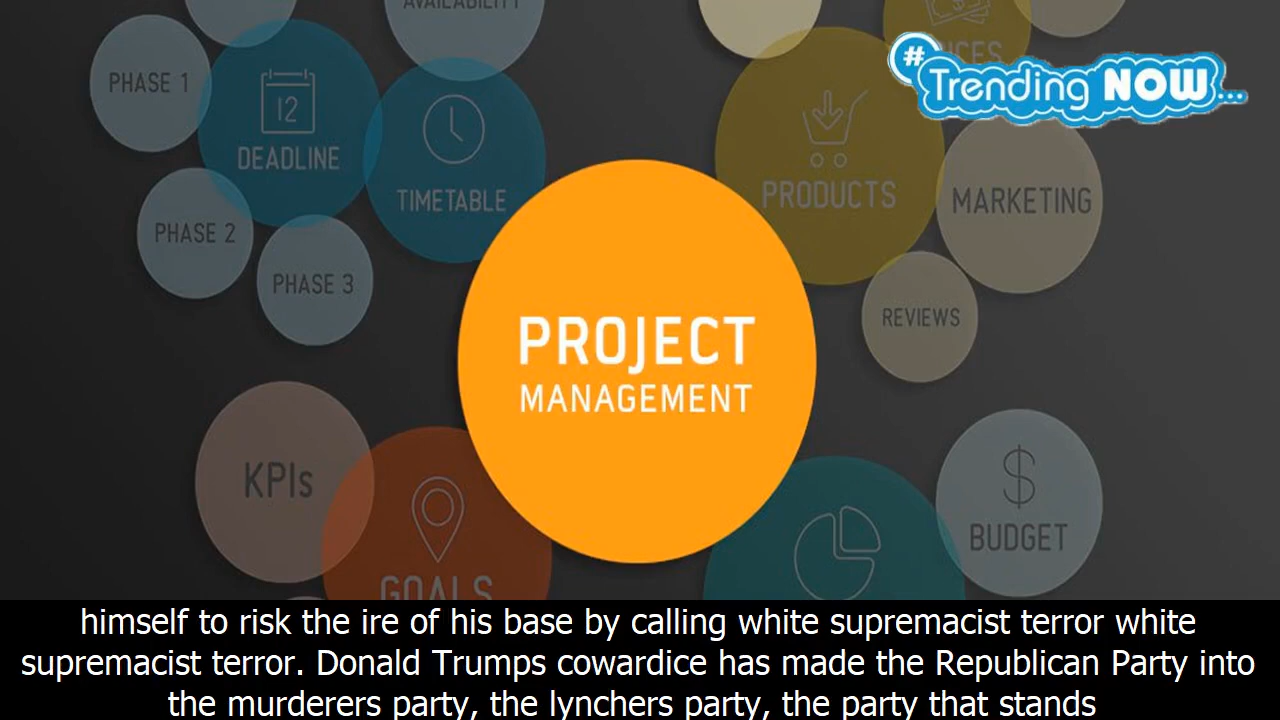 AVAILABILITY
PHASE 1
12
DEADLINE
TIMETABLE
PHASE 2
PHASE 3
# Trending NOW...
PRODUCTS
MARKETING
REVIEWS
PROJECT
MANAGEMENT
KPIs
GOALS
$
BUDGET
himself to risk the ire of his base by calling white supremacist terror white
supremacist terror. Donald Trumps cowardice has made the Republican Party into
the murderers party, the lynchers party, the party that stands